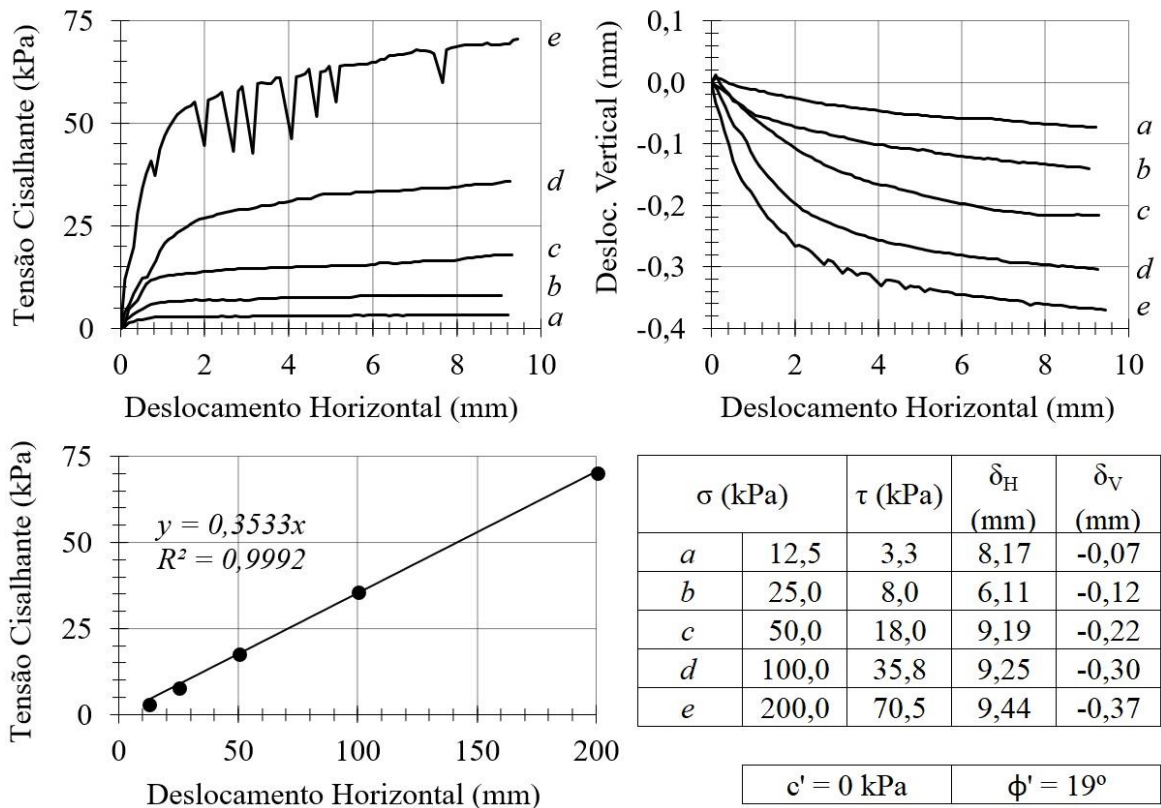 Tensão Cisalhante (kPa)
75
50
25
0
0 2 4 6 8 10
e
d
c
b
a
Deslocamento Horizontal (mm)
Desloc. Vertical (mm)
0,1
0,0
-0,1
-0,2
-0,3
-0,4
0 2 4 6 8 10
a
b
c
d
e
Deslocamento Horizontal (mm)
Tensão Cisalhante (kPa)
75
50
25
0
0 50 100 150 200
y = 0,3533x
R² = 0,9992
Deslocamento Horizontal (mm)
σ (kPa) τ (kPa) δH (mm) δV (mm)
a 12,5 3,3 8,17 -0,07
b 25,0 8,0 6,11 -0,12
c 50,0 18,0 9,19 -0,22
d 100,0 35,8 9,25 -0,30
e 200,0 70,5 9,44 -0,37
c' = 0 kPa ϕ' = 19º